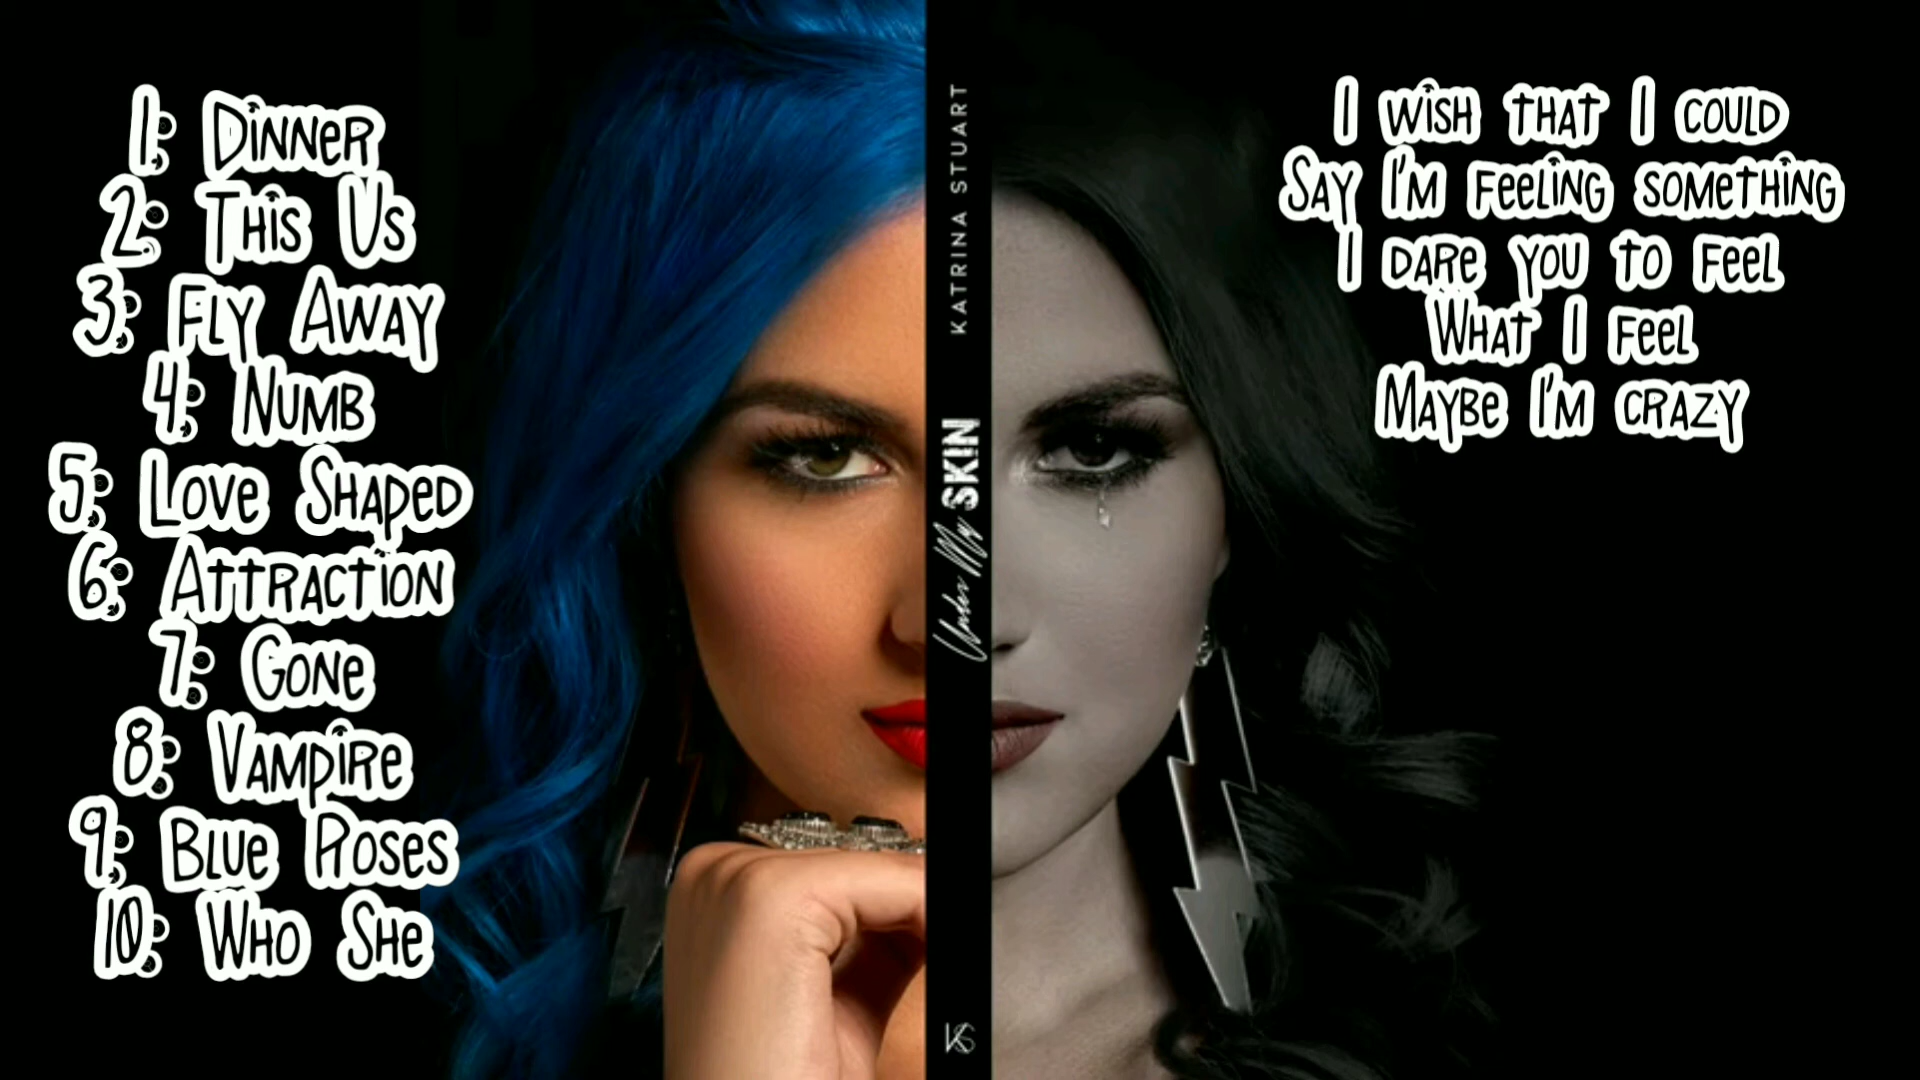 1: Dinner
2: This Us
3: Fly Away
4: Numb
5: Love Shaped
6: Attraction
7: Gone
8: Vampire
9: Blue Roses
10: Who She
KATRINA STUART
Under My SKIN
KS
I wish that I could
Say I'm feeling something
I dare you to feel
What I feel
Maybe I'm crazy